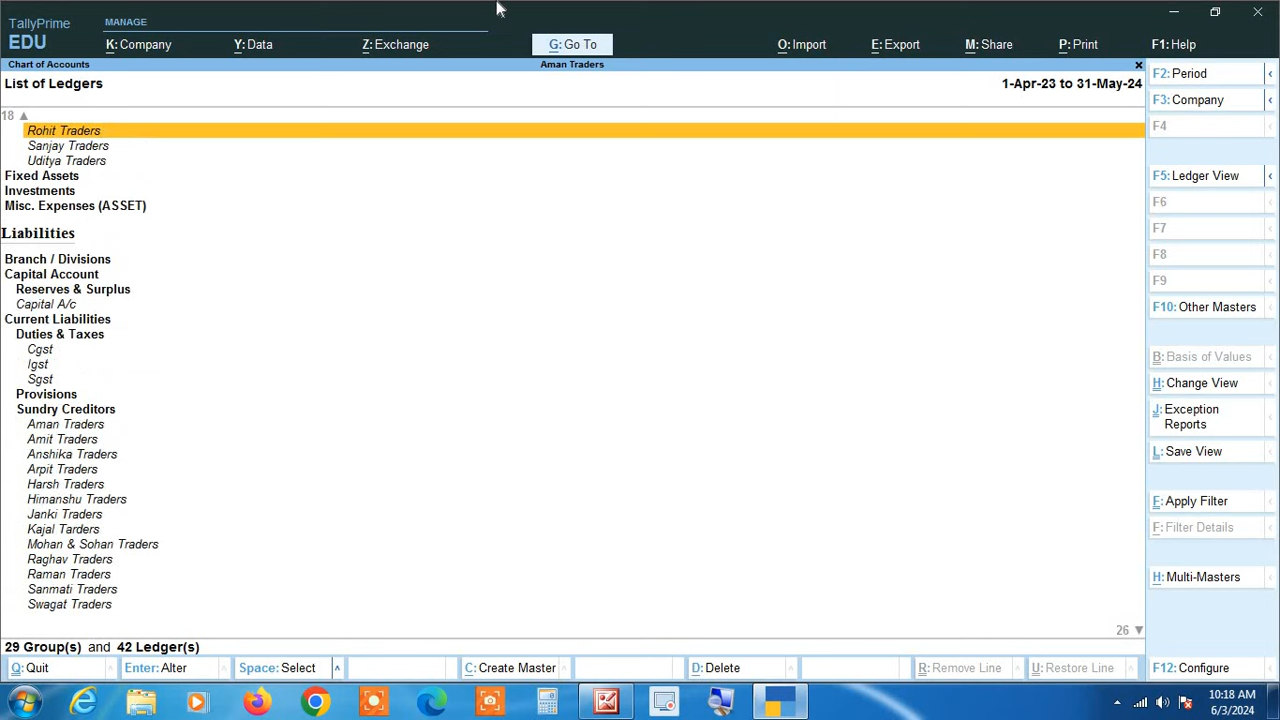 TallyPrime
EDU
MANAGE
K: Company
Y: Data
Z: Exchange
G: Go To
O: Import
E: Export
M: Share
P: Print
F1: Help
Chart of Accounts
Aman Traders
List of Ledgers
1-Apr-23 to 31-May-24
18
Rohit Traders
Sanjay Traders
Uditya Traders
Fixed Assets
Investments
Misc. Expenses (ASSET)
Liabilities
Branch / Divisions
Capital Account
Reserves & Surplus
Capital A/c
Current Liabilities
Duties & Taxes
Cgst
Igst
Sgst
Provisions
Sundry Creditors
Aman Traders
Amit Traders
Anshika Traders
Arpit Traders
Harsh Traders
Himanshu Traders
Janki Traders
Kajal Tarders
Mohan & Sohan Traders
Raghav Traders
Raman Traders
Sanmati Traders
Swagat Traders
26
29 Group(s) and 42 Ledger(s)
F2: Period
F3: Company
F4
F5: Ledger View
F6
F7
F8
F9
F10: Other Masters
B: Basis of Values
H: Change View
J: Exception
Reports
L: Save View
F: Apply Filter
F: Filter Details
H: Multi-Masters
Q: Quit
Enter: Alter
Space: Select
C: Create Master
D: Delete
R: Remove Line
U: Restore Line
F12: Configure
10:18 AM
6/3/2024